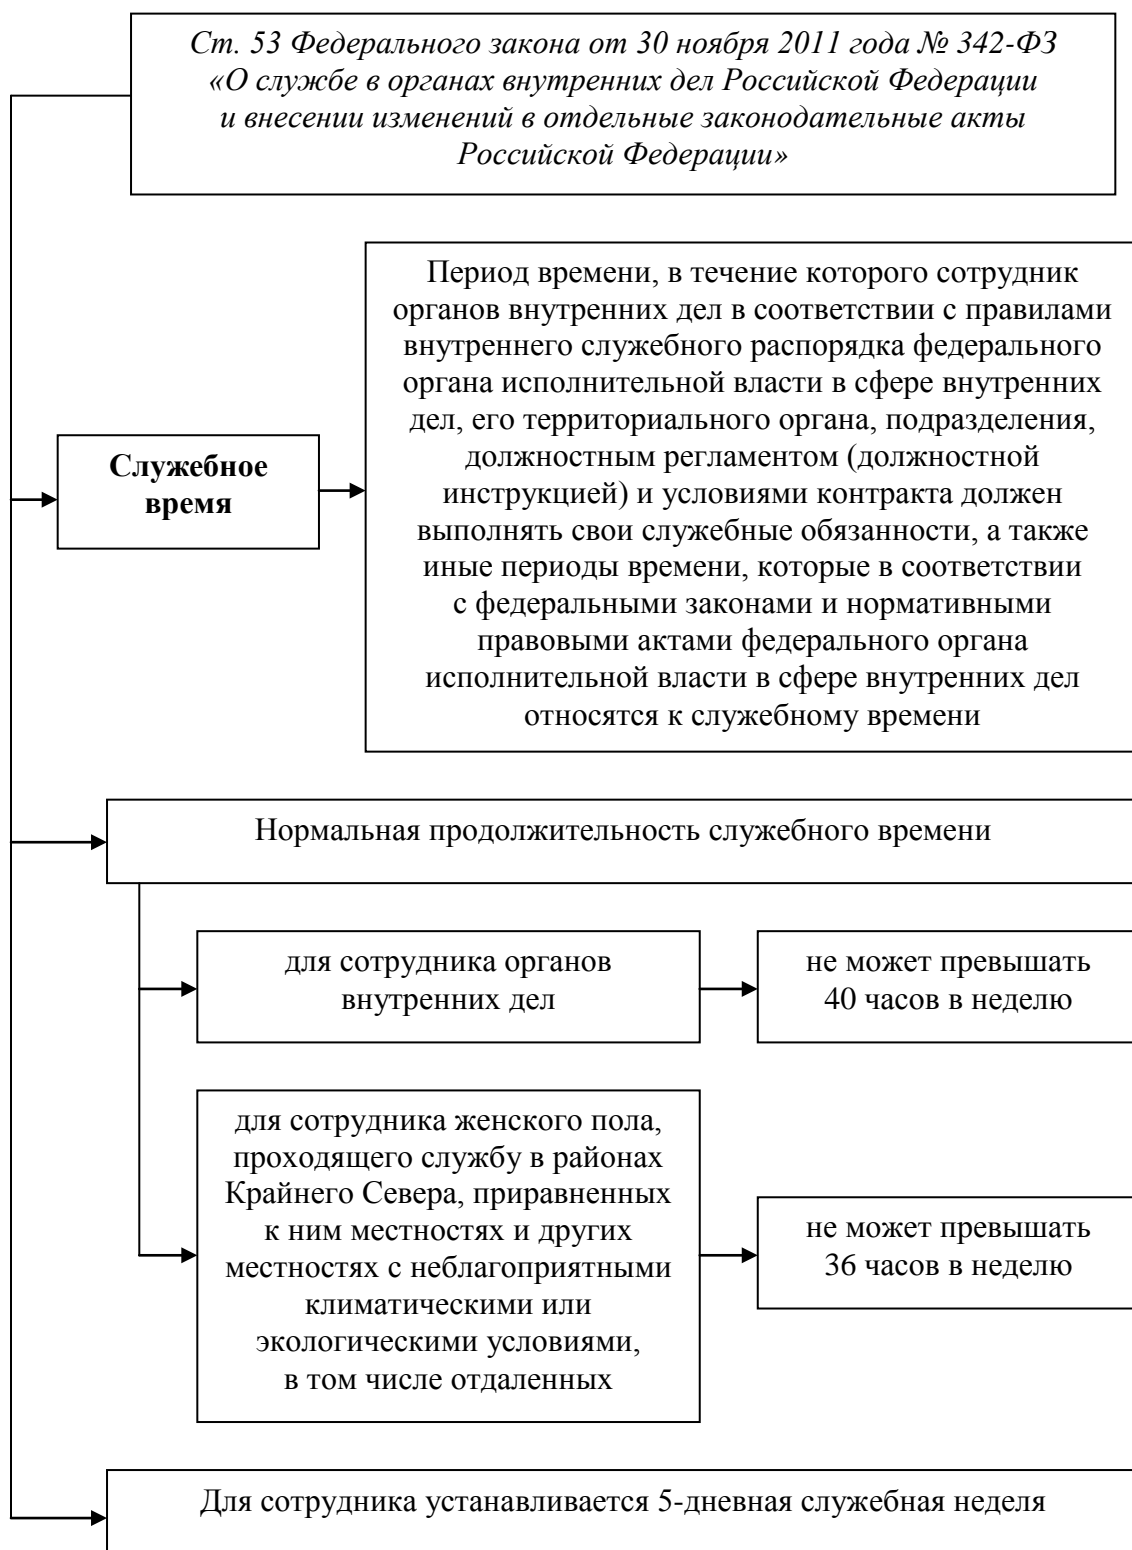 Ст. 53 Федерального закона от 30 ноября 2011 года № 342-ФЗ
«О службе в органах внутренних дел Российской Федерации
и внесении изменений в отдельные законодательные акты
Российской Федерации»
Служебное
время
Период времени, в течение которого сотрудник
органов внутренних дел в соответствии с правилами
внутреннего служебного распорядка федерального
органа исполнительной власти в сфере внутренних
дел, его территориального органа, подразделения,
должностным регламентом (должностной
инструкцией) и условиями контракта должен
выполнять свои служебные обязанности, а также
иные периоды времени, которые в соответствии
с федеральными законами и нормативными
правовыми актами федерального органа
исполнительной власти в сфере внутренних дел
относятся к служебному времени
Нормальная продолжительность служебного времени
для сотрудника органов
внутренних дел
не может превышать
40 часов в неделю
для сотрудника женского пола,
проходящего службу в районах
Крайнего Севера, приравненных
к ним местностях и других
местностях с неблагоприятными
климатическими или
экологическими условиями,
в том числе отдаленных
не может превышать
36 часов в неделю
Для сотрудника устанавливается 5-дневная служебная неделя